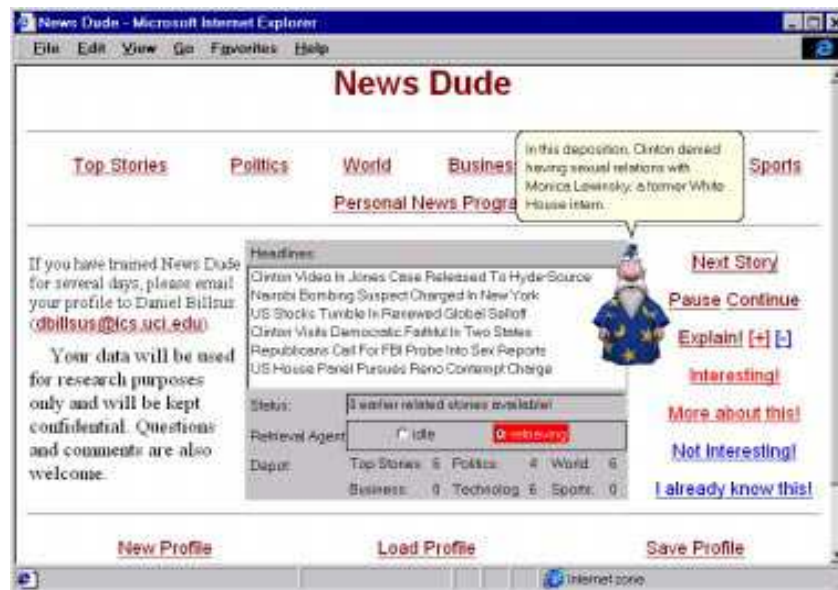 News Dude - Microsoft Internet Explorer
File Edit View Go Favorites Help
News Dude
Top Stories Politics World Business Sports
Personal News Progra
In this deposition, Clinton denied
having sexual relations with
Monica Lewinsky, a former White
House intern.
If you have trained News Dude
for several days, please email
your profile to Daniel Billsus
(dbillsus@ics.uci.edu)
Your data will be used
for research purposes
only and will be kept
confidential. Questions
and comments are also
welcome.
Headlines:
Clinton Video In Jones Case Released To Hyde-Source
Nairobi Bombing Suspect Charged In New York
US Stocks Tumble In Renewed Global Selloff
Clinton Visits Democratic Faithful In Two States
Republicans Call For FBI Probe Into Sex Reports
US House Panel Pursues Reno Contempt Charge
Status: earlier related stories available!
Retrieval Agent idle retrieving
Depot: Top Stories 6 Politics: 4 World: 6
Business: 0 Technolog 6 Sports: 0
Next Story
Pause Continue
Explain! [+] [-]
Interesting!
More about this!
Not Interesting!
I already know this!
New Profile Load Profile Save Profile
Internet zone